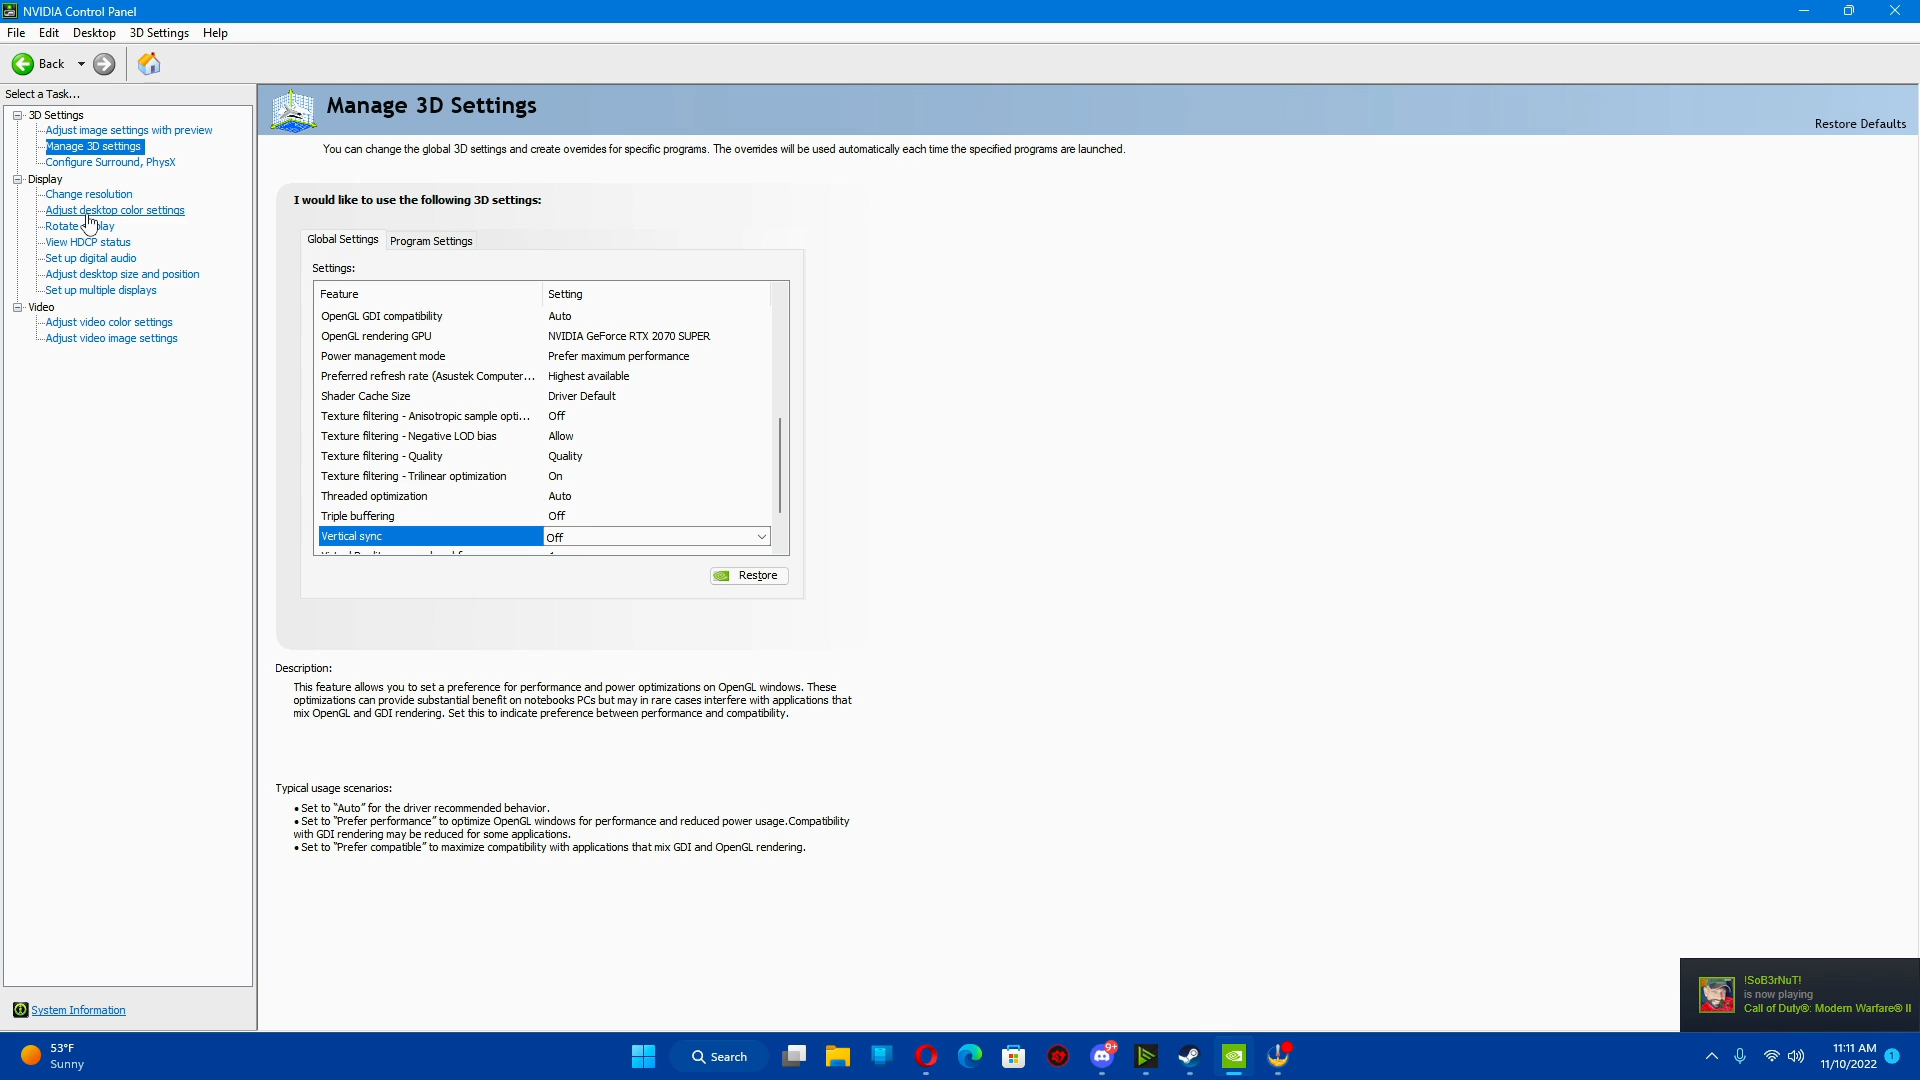 NVIDIA Control Panel
File Edit Desktop 3D Settings Help
Back
Select a Task...
3D Settings
Adjust image settings with preview
Manage 3D settings
Configure Surround, PhysX
Display
Change resolution
Adjust desktop color settings
Rotate
View HDCP status
Set up digital audio
Adjust desktop size and position
Set up multiple displays
Video
Adjust video color settings
Adjust video image settings
System Information
Manage 3D Settings
Restore Defaults
You can change the global 3D settings and create overrides for specific programs. The overrides will be used automatically each time the specified programs are launched.
I would like to use the following 3D settings:
Global Settings Program Settings
Settings:
Feature Setting
OpenGL GDI compatibility Auto
OpenGL rendering GPU NVIDIA GeForce RTX 2070 SUPER
Power management mode Prefer maximum performance
Preferred refresh rate (Asustek Computer... Highest available
Shader Cache Size Driver Default
Texture filtering - Anisotropic sample opti... Off
Texture filtering - Negative LOD bias Allow
Texture filtering - Quality Quality
Texture filtering - Trilinear optimization On
Threaded optimization Auto
Triple buffering Off
Vertical sync Off
Restore
Description:
This feature allows you to set a preference for performance and power optimizations on OpenGL windows. These
optimizations can provide substantial benefit on notebooks PCs but may in rare cases interfere with applications that
mix OpenGL and GDI rendering. Set this to indicate preference between performance and compatibility.
Typical usage scenarios:
• Set to "Auto" for the driver recommended behavior.
• Set to "Prefer performance" to optimize OpenGL windows for performance and reduced power usage.Compatibility
with GDI rendering may be reduced for some applications.
• Set to "Prefer compatible" to maximize compatibility with applications that mix GDI and OpenGL rendering.
!SoB3rNuT!
is now playing
Call of Duty®: Modern Warfare® II
53°F
Sunny
Search
9+
11:11 AM
11/10/2022
1